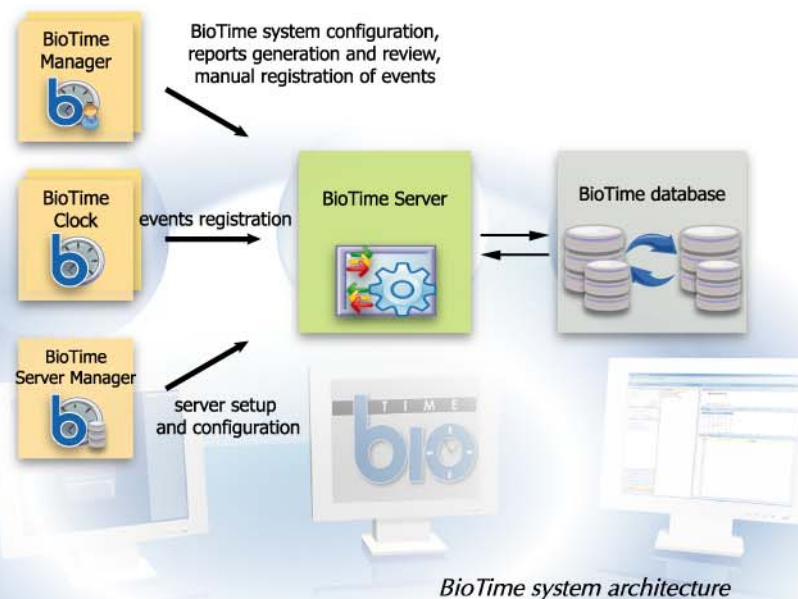 BioTime
Manager
BioTime system configuration,
reports generation and review,
manual registration of events
BioTime
Clock
events registration
BioTime Server
BioTime database
BioTime
Server Manager
server setup
and configuration
TIME
bio
BioTime system architecture